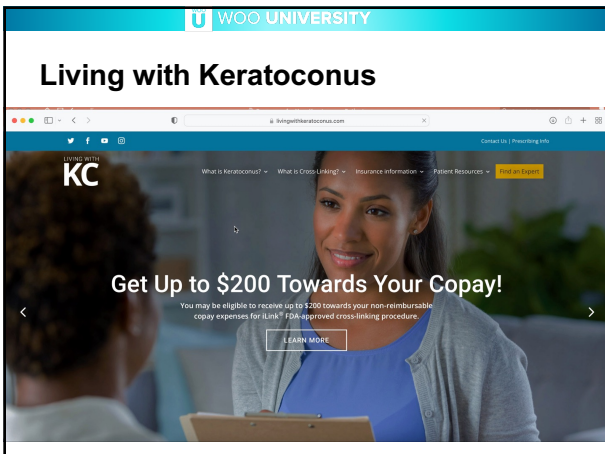 WOO
U WOO UNIVERSITY
Living with Keratoconus
livingwithkeratoconus.com
Contact Us | Prescribing Info
LIVING WITH
KC
What is Keratoconus? What Is Cross-Linking? Insurance information Patient Resources Find an Expert
Get Up to $200 Towards Your Copay!
You may be eligible to receive up to $200 towards your non-reimbursable
copay expenses for iLink® FDA-approved cross-linking procedure.
LEARN MORE